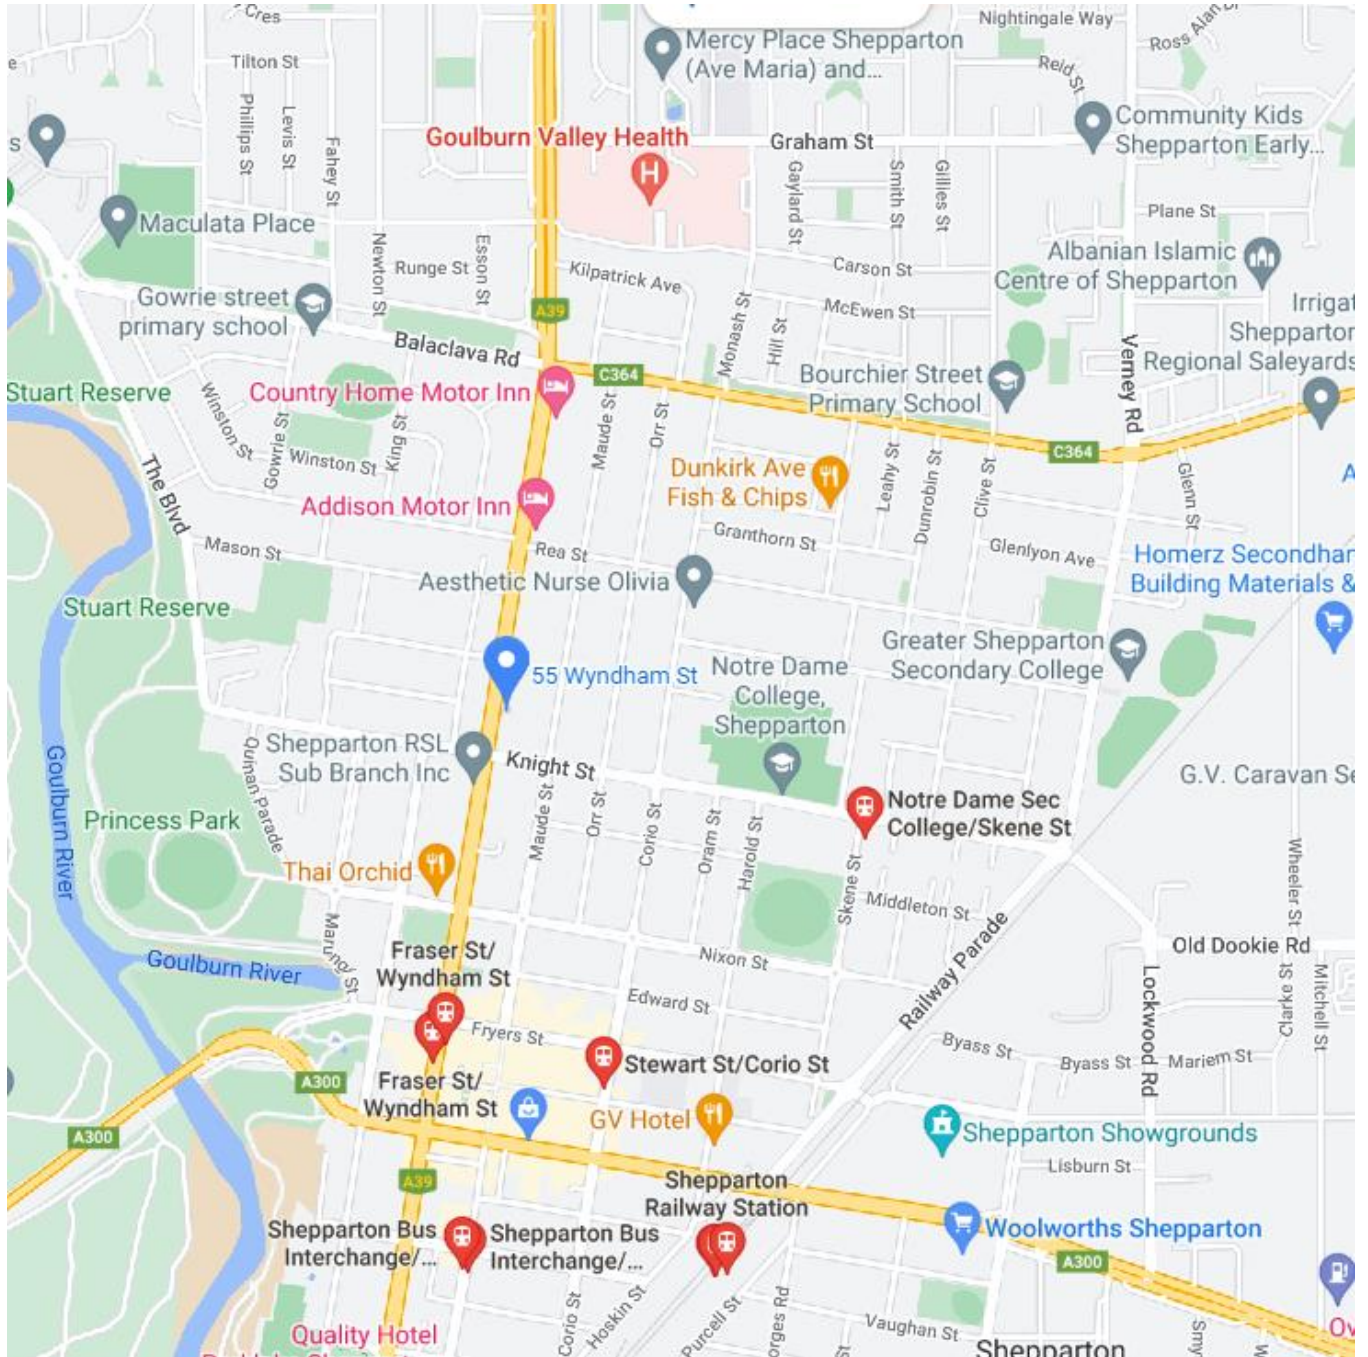 Cres
Nightingale Way
Ross Alan Dr
Tilton St
Mercy Place Shepparton
(Ave Maria) and...
Reid St
Phillips St
Levis St
Fahey St
Goulburn Valley Health
H
Graham St
Community Kids
Shepparton Early...
Gaylard St
Smith St
Gillies St
Maculata Place
Plane St
Newton St
Runge St
Esson St
Kilpatrick Ave
Carson St
Albanian Islamic
Centre of Shepparton
Gowrie street
primary school
A39
McEwen St
Monash St
Hill St
Irrigat
Shepparton
Regional Saleyards
Verney Rd
Balaclava Rd
Stuart Reserve
Country Home Motor Inn
C364
Bourchier Street
Primary School
Winston St
Gowrie St
Winston St
King St
Maude St
Orr St
C364
The Blvd
Dunkirk Ave
Fish & Chips
Leahy St
Dunrobin St
Clive St
Glenn St
A
Addison Motor Inn
Mason St
Rea St
Granthorn St
Glenlyon Ave
Homerz Secondhan
Building Materials &
Aesthetic Nurse Olivia
Stuart Reserve
Greater Shepparton
Secondary College
55 Wyndham St
Notre Dame
College,
Shepparton
Quinan Parade
Shepparton RSL
Sub Branch Inc
Knight St
Goulburn River
G.V. Caravan Se
Princess Park
Maude St
Orr St
Corio St
Oram St
Harold St
Notre Dame Sec
College/Skene St
Thai Orchid
Skene St
Middleton St
Wheeler St
Marungi St
Fraser St/
Wyndham St
Nixon St
Railway Parade
Old Dookie Rd
Goulburn River
Edward St
Lockwood Rd
Clarke St
Mitchell St
Fryers St
Byass St
Byass St
Mariem St
Stewart St/Corio St
A300
Fraser St/
Wyndham St
GV Hotel
A300
Shepparton Showgrounds
Lisburn St
A39
Shepparton
Railway Station
Shepparton Bus
Interchange/...
Shepparton Bus
Interchange/...
Woolworths Shepparton
A300
Corio St
Hoskin St
Purcell St
orges Rd
St
Vaughan St
Smy
W
Ov
Quality Hotel
Shepparton